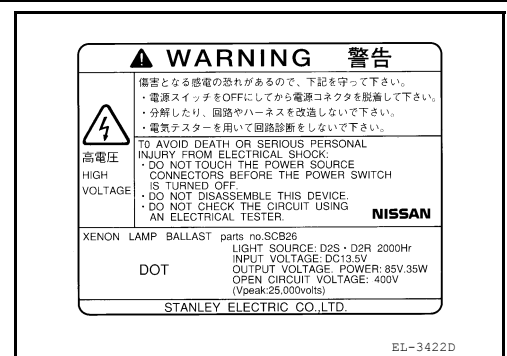 WARNING 警告
傷害となる感電の恐れがあるので、下記を守って下さい。
・電源スイッチをOFFにしてから電源コネクタを脱着して下さい。
・分解したり、回路やハーネスを改造しないで下さい。
・電気テスターを用いて回路診断をしないで下さい。
高電圧
HIGH
VOLTAGE
TO AVOID DEATH OR SERIOUS PERSONAL
INJURY FROM ELECTRICAL SHOCK:
・DO NOT TOUCH THE POWER SOURCE
CONNECTORS BEFORE THE POWER SWITCH
IS TURNED OFF.
・DO NOT DISASSEMBLE THIS DEVICE.
・DO NOT CHECK THE CIRCUIT USING
AN ELECTRICAL TESTER.
NISSAN
XENON LAMP BALLAST parts no.SCB26
LIGHT SOURCE: D2S・D2R 2000Hr
INPUT VOLTAGE: DC13.5V
DOT
OUTPUT VOLTAGE. POWER: 85V.35W
OPEN CIRCUIT VOLTAGE: 400V
(Vpeak:25,000volts)
STANLEY ELECTRIC CO.,LTD.
EL-3422D